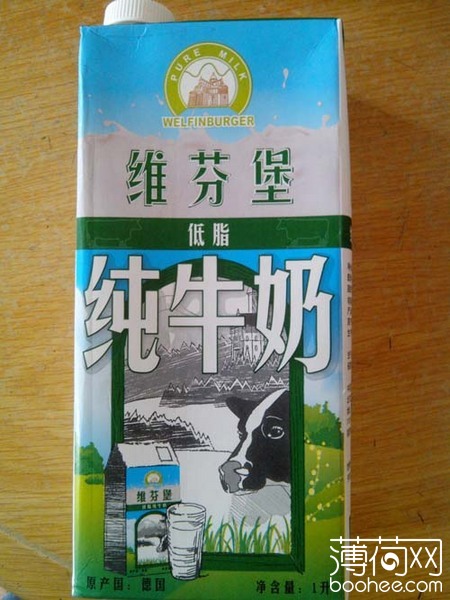 PURE MILK
WELFINBURGER
维芬堡
低脂
纯牛奶
维芬堡
原产国：德国
净含量：1升
薄荷网
boohee.com